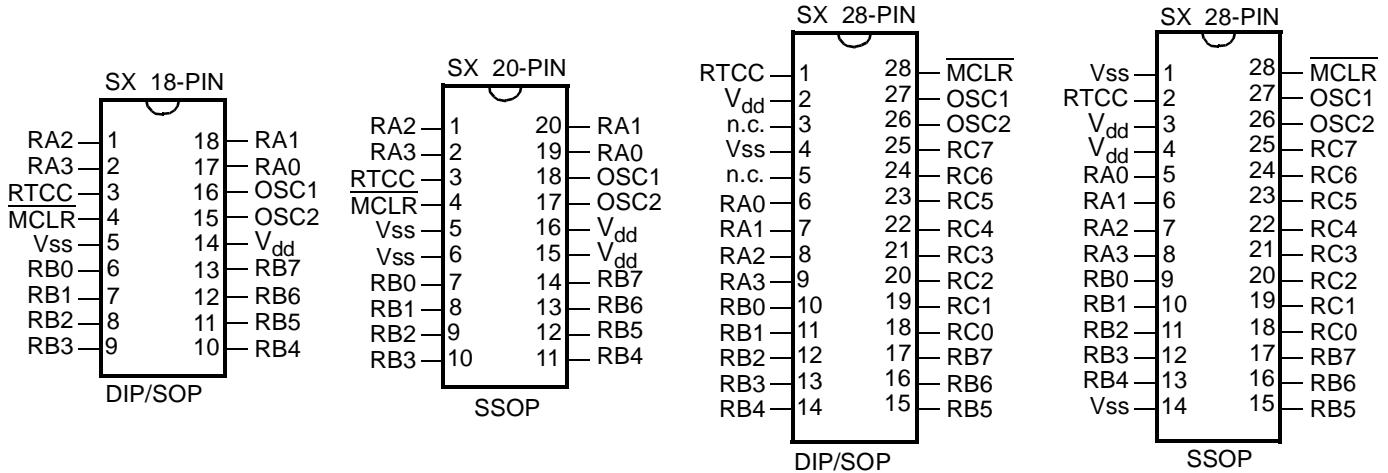 SX 18-PIN
RA2 1 18 RA1
RA3 2 17 RA0
RTCC 3 16 OSC1
MCLR 4 15 OSC2
Vss 5 14 Vdd
RB0 6 13 RB7
RB1 7 12 RB6
RB2 8 11 RB5
RB3 9 10 RB4
DIP/SOP
SX 20-PIN
RA2 1 20 RA1
RA3 2 19 RA0
RTCC 3 18 OSC1
MCLR 4 17 OSC2
Vss 5 16 Vdd
Vss 6 15 Vdd
RB0 7 14 RB7
RB1 8 13 RB6
RB2 9 12 RB5
RB3 10 11 RB4
SSOP
SX 28-PIN
RTCC 1 28 MCLR
Vdd 2 27 OSC1
n.c. 3 26 OSC2
Vss 4 25 RC7
n.c. 5 24 RC6
RA0 6 23 RC5
RA1 7 22 RC4
RA2 8 21 RC3
RA3 9 20 RC2
RB0 10 19 RC1
RB1 11 18 RC0
RB2 12 17 RB7
RB3 13 16 RB6
RB4 14 15 RB5
DIP/SOP
SX 28-PIN
Vss 1 28 MCLR
RTCC 2 27 OSC1
Vdd 3 26 OSC2
Vdd 4 25 RC7
RA0 5 24 RC6
RA1 6 23 RC5
RA2 7 22 RC4
RA3 8 21 RC3
RB0 9 20 RC2
RB1 10 19 RC1
RB2 11 18 RC0
RB3 12 17 RB7
RB4 13 16 RB6
Vss 14 15 RB5
SSOP